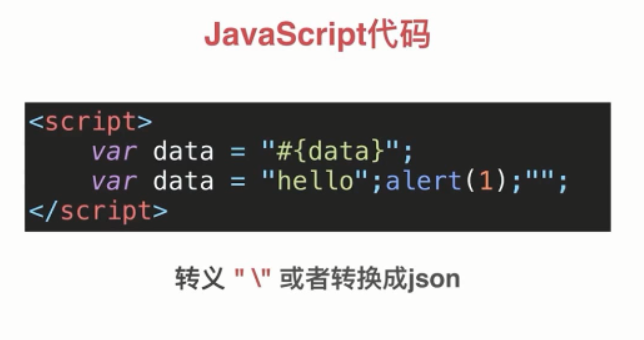 JavaScript代码
<script>
    var data = "#{data}";
    var data = "hello";alert(1);"";
</script>
转义 " \" 或者转换成json